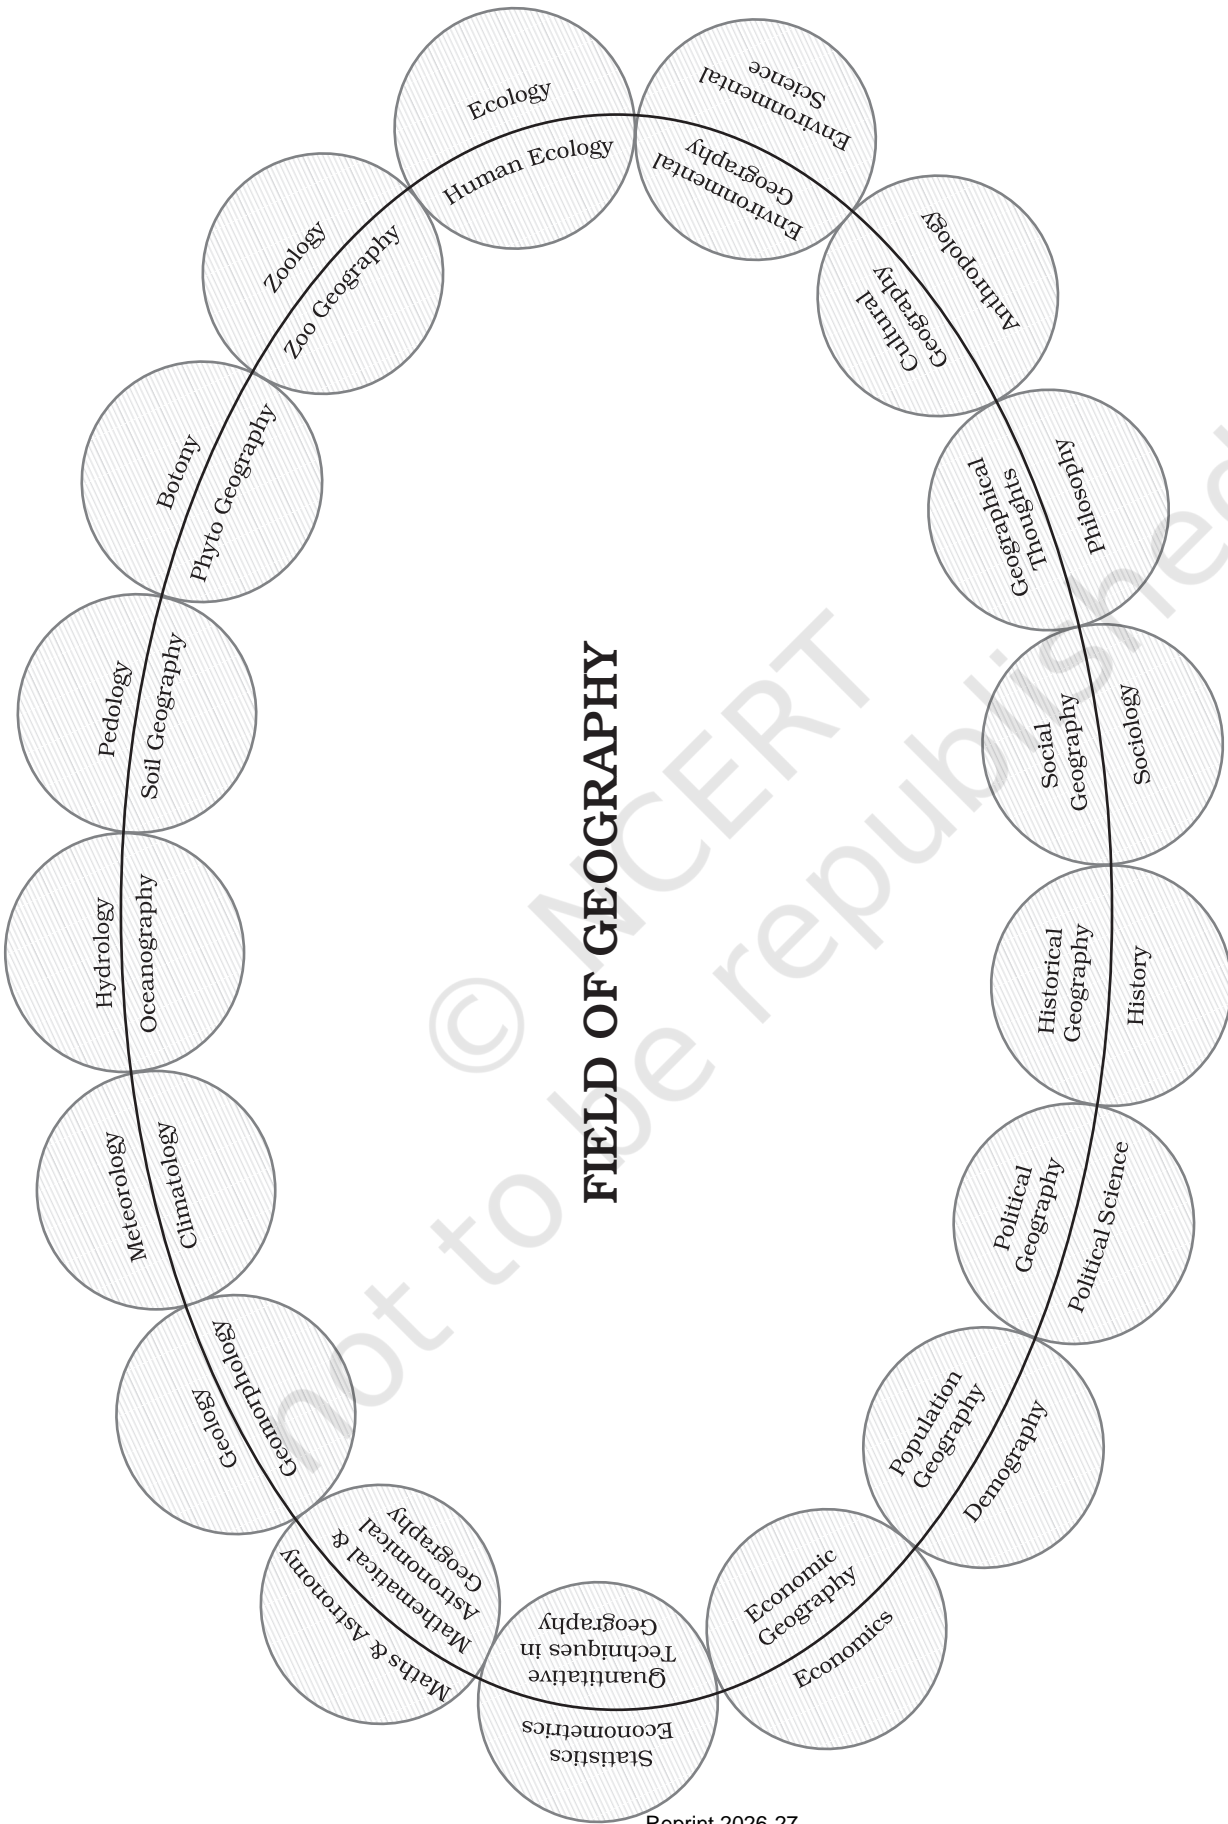 FIELD OF GEOGRAPHY
Ecology
Human Ecology
Environmental
Science
Environmental
Geography
Anthropology
Cultural
Geography
Philosophy
Geographical
Thoughts
Social
Geography
Sociology
Historical
Geography
History
Political
Geography
Political Science
Population
Geography
Demography
Economic
Geography
Economics
Statistics
Econometrics
Quantitative
Techniques in
Geography
Maths & Astronomy
Mathematical &
Astronomical
Geography
Geology
Geomorphology
Meteorology
Climatology
Hydrology
Oceanography
Pedology
Soil Geography
Botony
Phyto Geography
Zoology
Zoo Geography
© NCERT
not to be republished
Reprint 2026-27